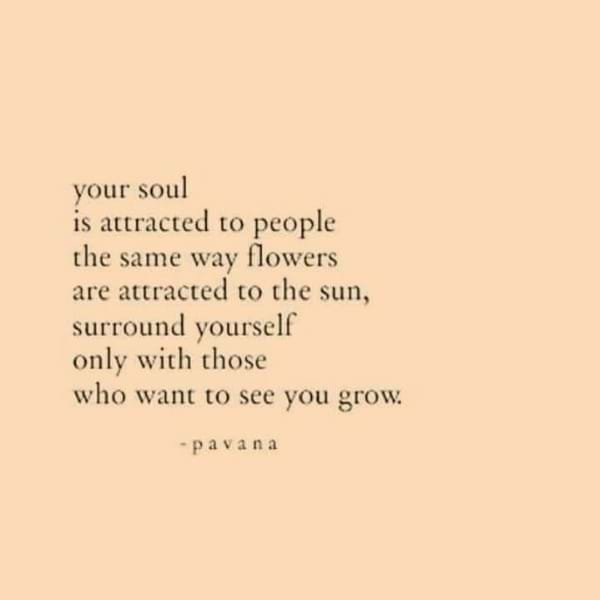 your soul
is attracted to people
the same way flowers
are attracted to the sun,
surround yourself
only with those
who want to see you grow.
-pavana